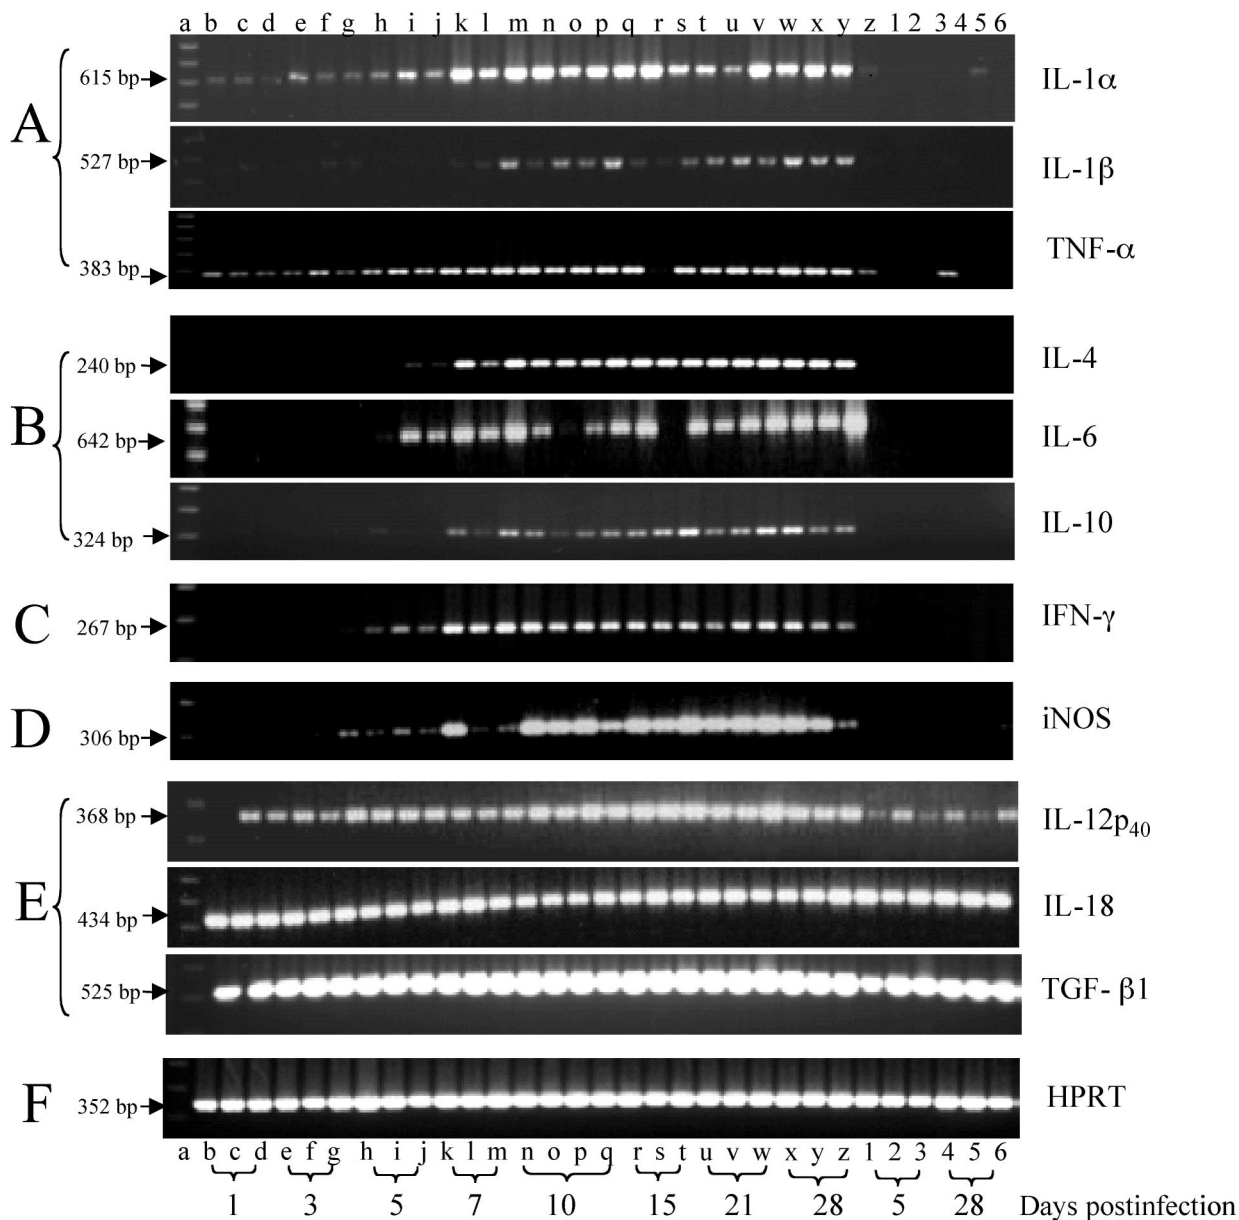 a b c d e f g h i j k l m n o p q r s t u v w x y z 1 2 3 4 5 6
A
615 bp IL-1α
527 bp IL-1β
383 bp TNF-α
B
240 bp IL-4
642 bp IL-6
324 bp IL-10
C 267 bp IFN-γ
D 306 bp iNOS
E
368 bp IL-12p40
434 bp IL-18
525 bp TGF- β1
F 352 bp HPRT
a b c d e f g h i j k l m n o p q r s t u v w x y z 1 2 3 4 5 6
1 3 5 7 10 15 21 28 5 28 Days postinfection